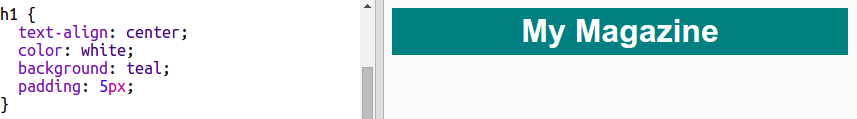 h1 {
  text-align: center;
  color: white;
  background: teal;
  padding: 5px;
}
My Magazine